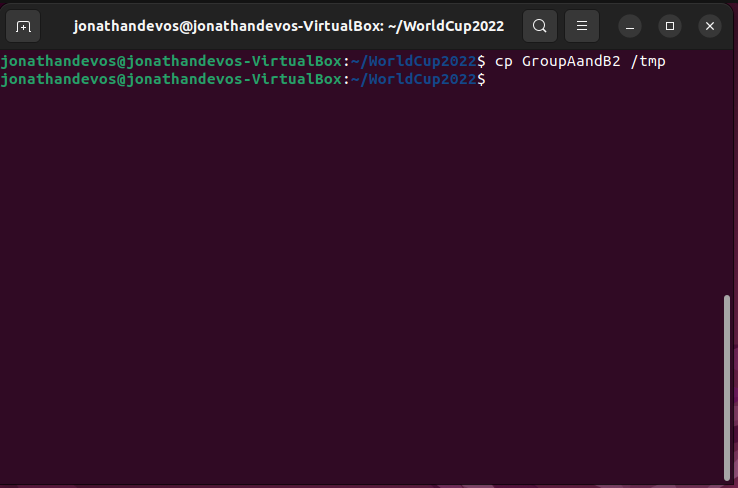 jonathandevos@jonathandevos-VirtualBox: ~/WorldCup2022
jonathandevos@jonathandevos-VirtualBox:~/WorldCup2022$ cp GroupAandB2 /tmp
jonathandevos@jonathandevos-VirtualBox:~/WorldCup2022$